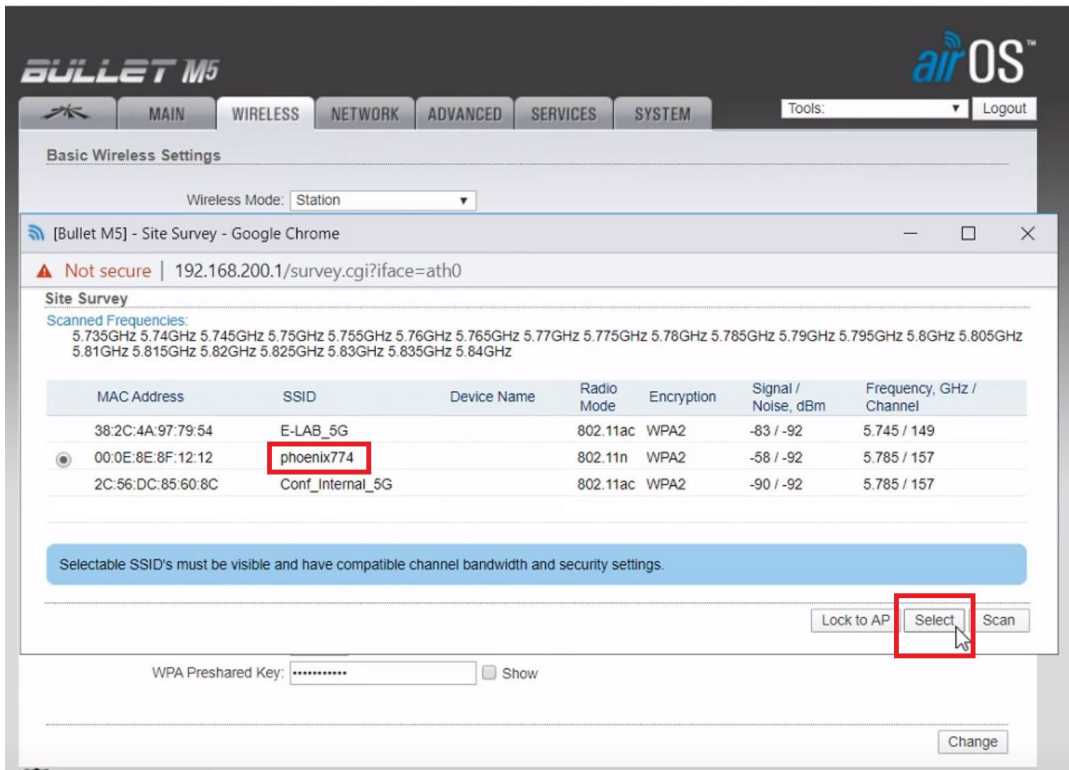 BULLET M5
airOS™
MAIN WIRELESS NETWORK ADVANCED SERVICES SYSTEM Tools: Logout
Basic Wireless Settings
Wireless Mode: Station
[Bullet M5] - Site Survey - Google Chrome
Not secure | 192.168.200.1/survey.cgi?iface=ath0
Site Survey
Scanned Frequencies:
5.735GHz 5.74GHz 5.745GHz 5.75GHz 5.755GHz 5.76GHz 5.765GHz 5.77GHz 5.775GHz 5.78GHz 5.785GHz 5.79GHz 5.795GHz 5.8GHz 5.805GHz
5.81GHz 5.815GHz 5.82GHz 5.825GHz 5.83GHz 5.835GHz 5.84GHz
MAC Address SSID Device Name Radio Mode Encryption Signal / Noise, dBm Frequency, GHz / Channel
38:2C:4A:97:79:54 E-LAB_5G 802.11ac WPA2 -83 / -92 5.745 / 149
00:0E:8E:8F:12:12 phoenix774 802.11n WPA2 -58 / -92 5.785 / 157
2C:56:DC:85:60:8C Conf_Internal_5G 802.11ac WPA2 -90 / -92 5.785 / 157
Selectable SSID's must be visible and have compatible channel bandwidth and security settings.
Lock to AP Select Scan
WPA Preshared Key: ••••••••••• Show
Change